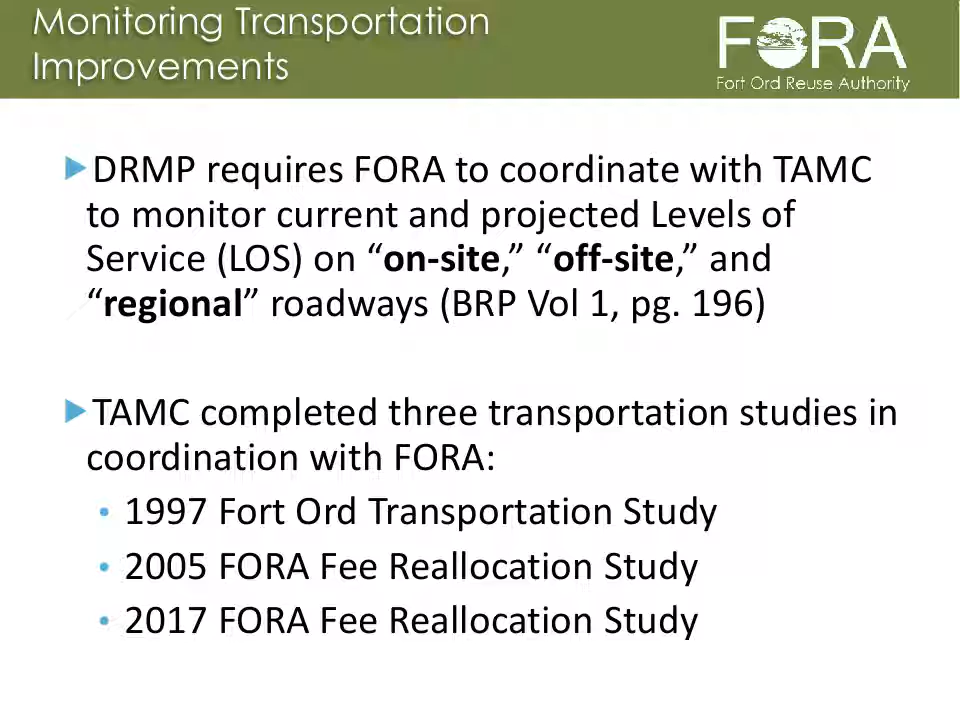 Monitoring Transportation
Improvements
FORA
Fort Ord Reuse Authority
DRMP requires FORA to coordinate with TAMC
to monitor current and projected Levels of
Service (LOS) on “on-site,” “off-site,” and
“regional” roadways (BRP Vol 1, pg. 196)
TAMC completed three transportation studies in
coordination with FORA:
• 1997 Fort Ord Transportation Study
• 2005 FORA Fee Reallocation Study
• 2017 FORA Fee Reallocation Study